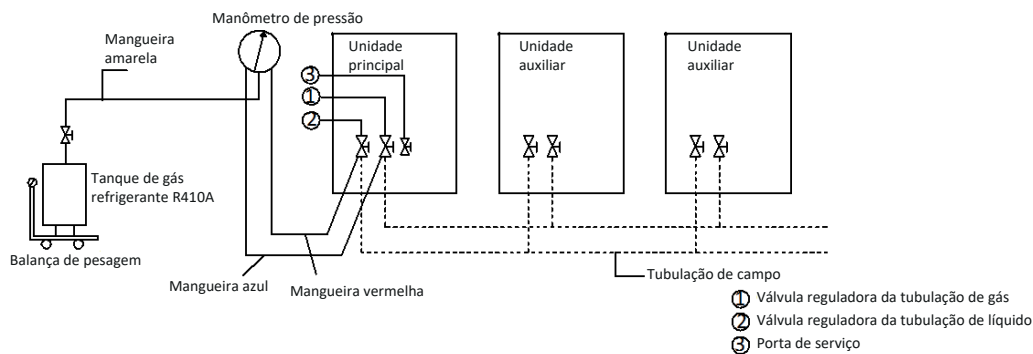 Manômetro de pressão
Mangueira
amarela
Unidade
principal
Unidade
auxiliar
Unidade
auxiliar
3
1
2
Tanque de gás
refrigerante R410A
Balança de pesagem
Mangueira azul
Mangueira vermelha
Tubulação de campo
1 Válvula reguladora da tubulação de gás
2 Válvula reguladora da tubulação de líquido
3 Porta de serviço